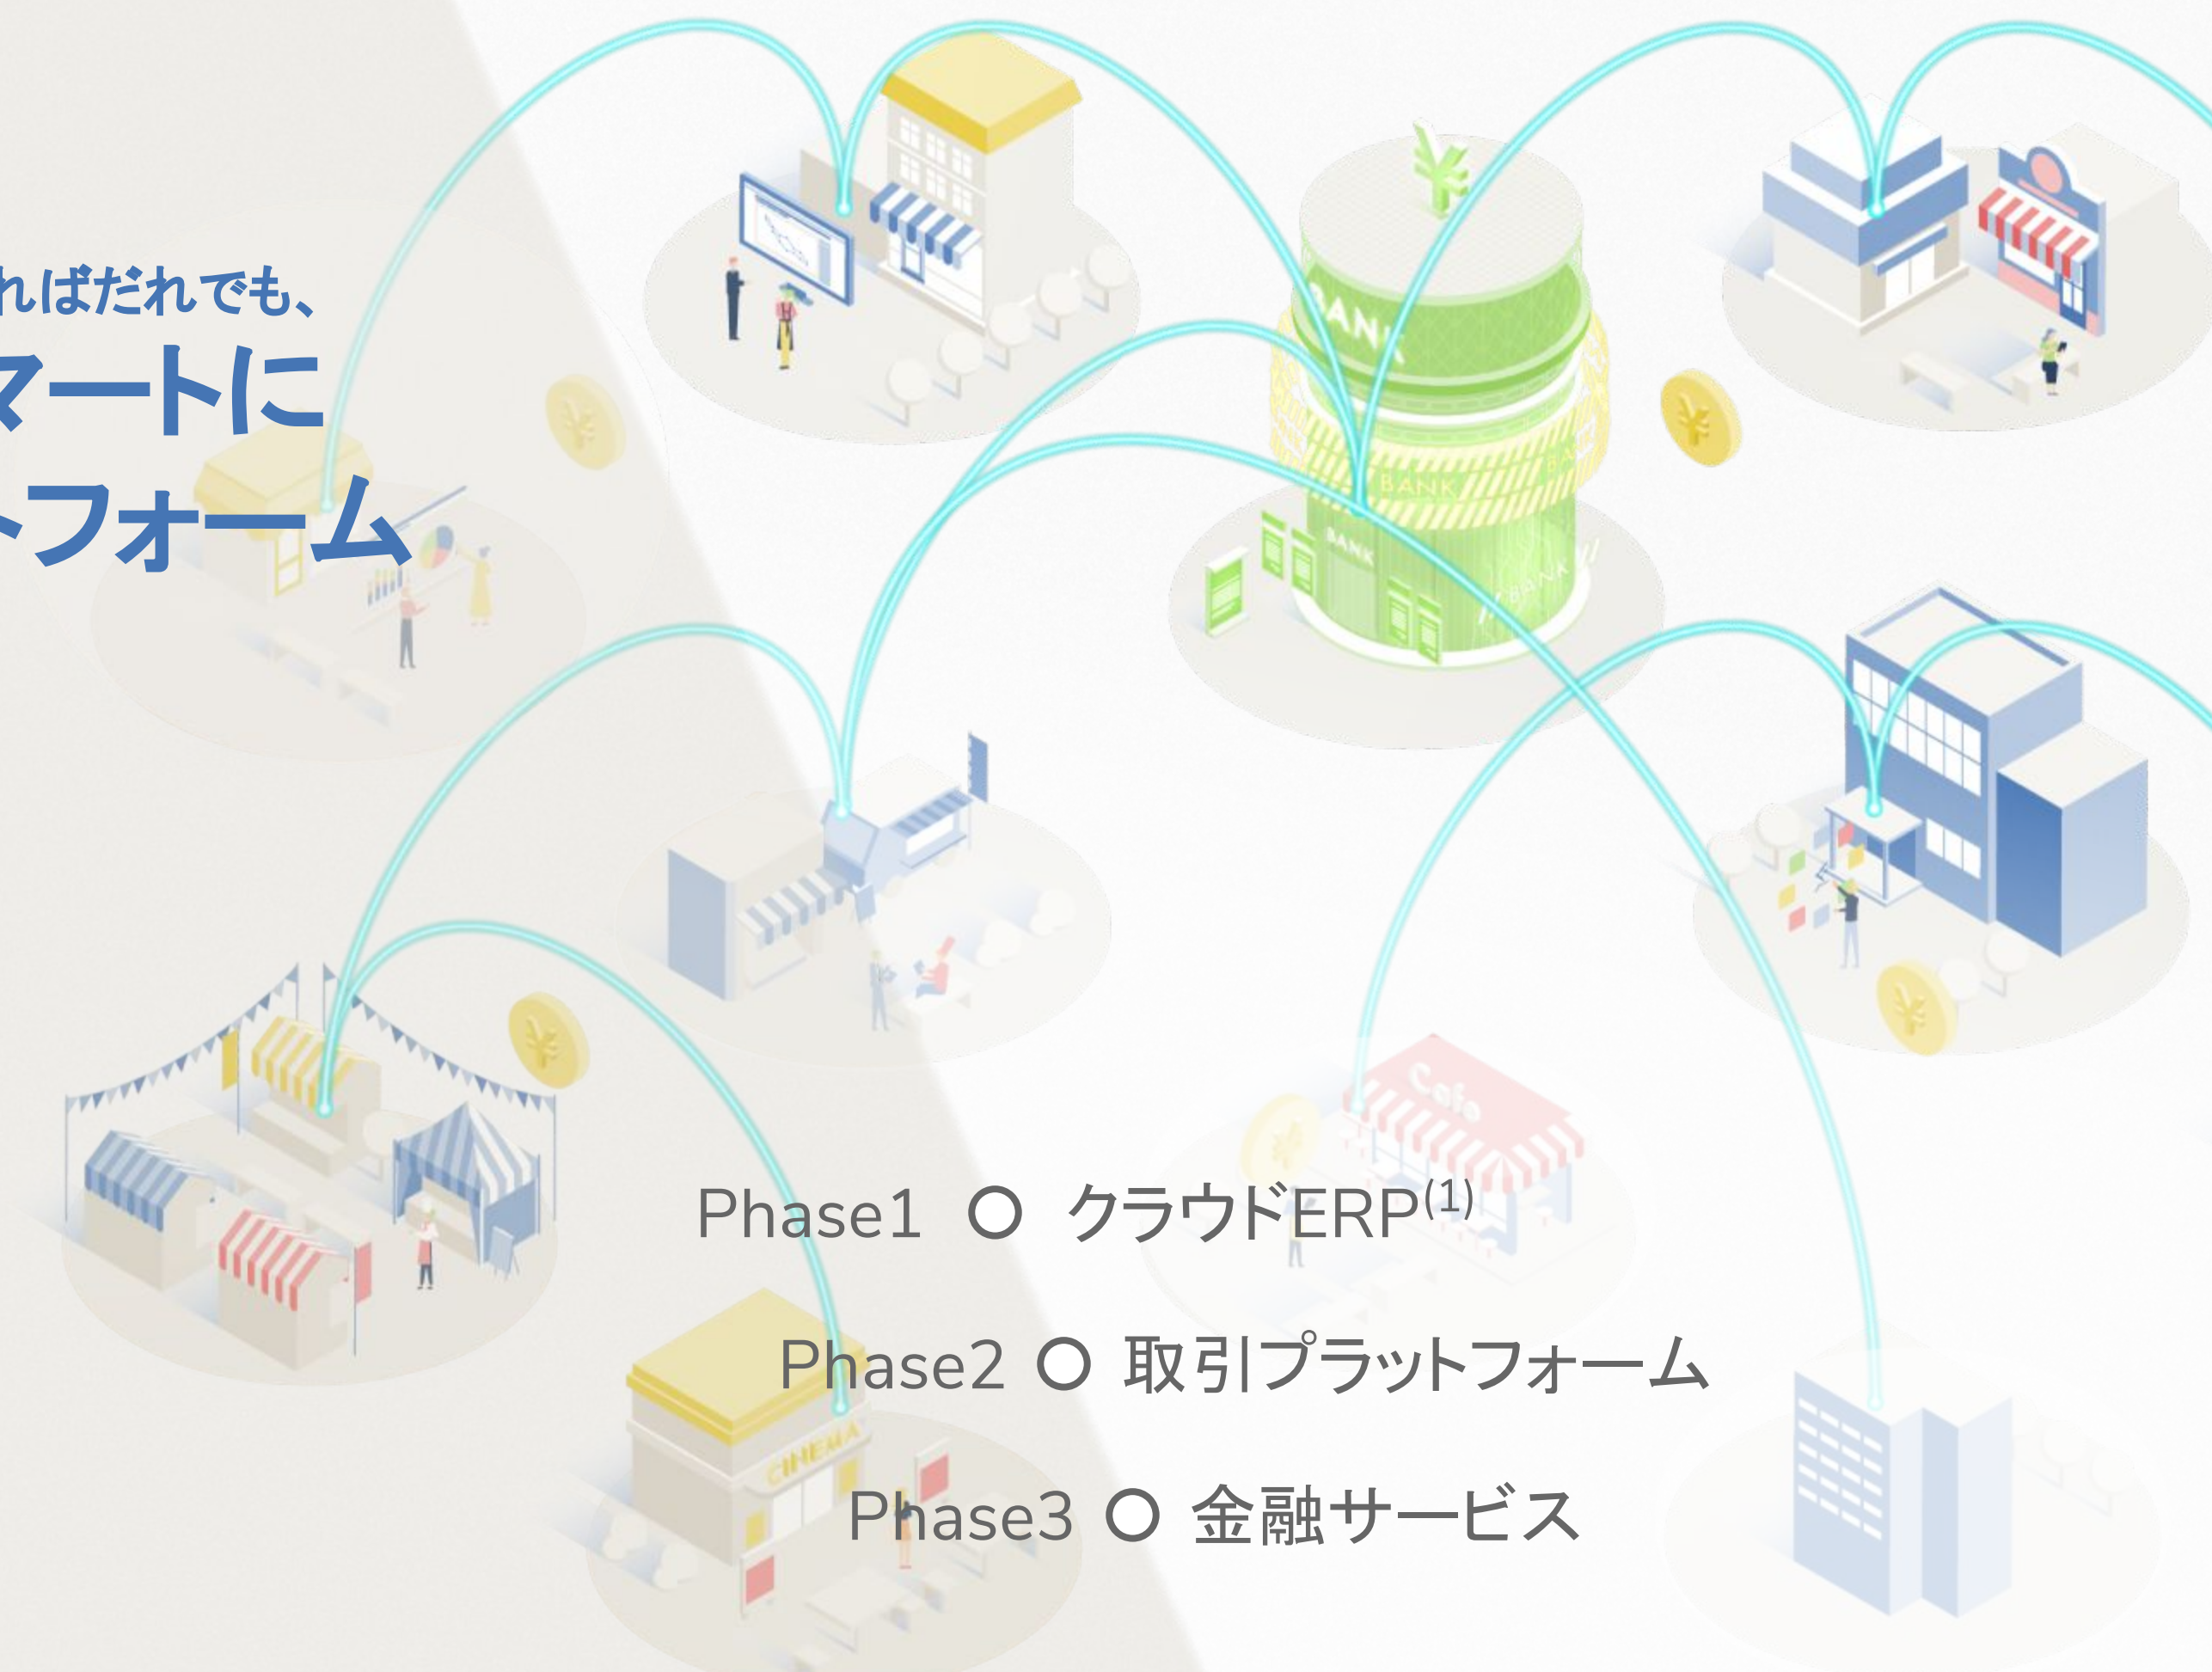 ればだれでも、
マートに
トフォーム
BANK
BANK
BANK
BANK
Cafe
CINEMA
Phase1 〇 クラウドERP(1)
Phase2 〇 取引プラットフォーム
Phase3 〇 金融サービス